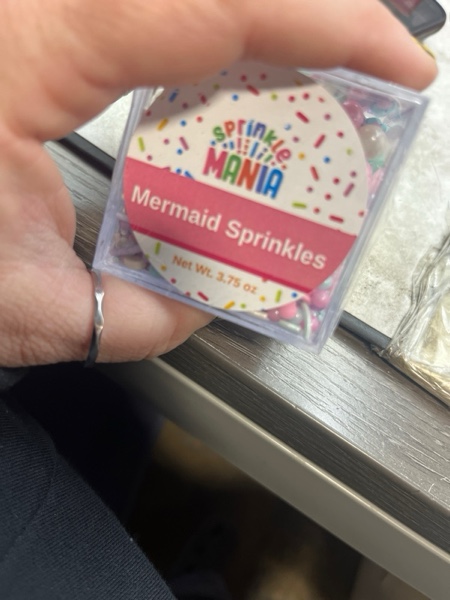 sprinkle
MANIA
Mermaid Sprinkles
Net Wt. 3.75 oz